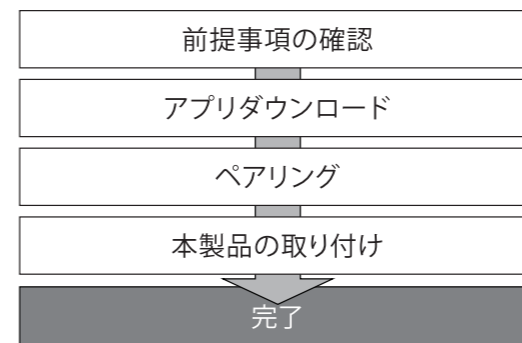 前提事項の確認
アプリダウンロード
ペアリング
本製品の取り付け
完了